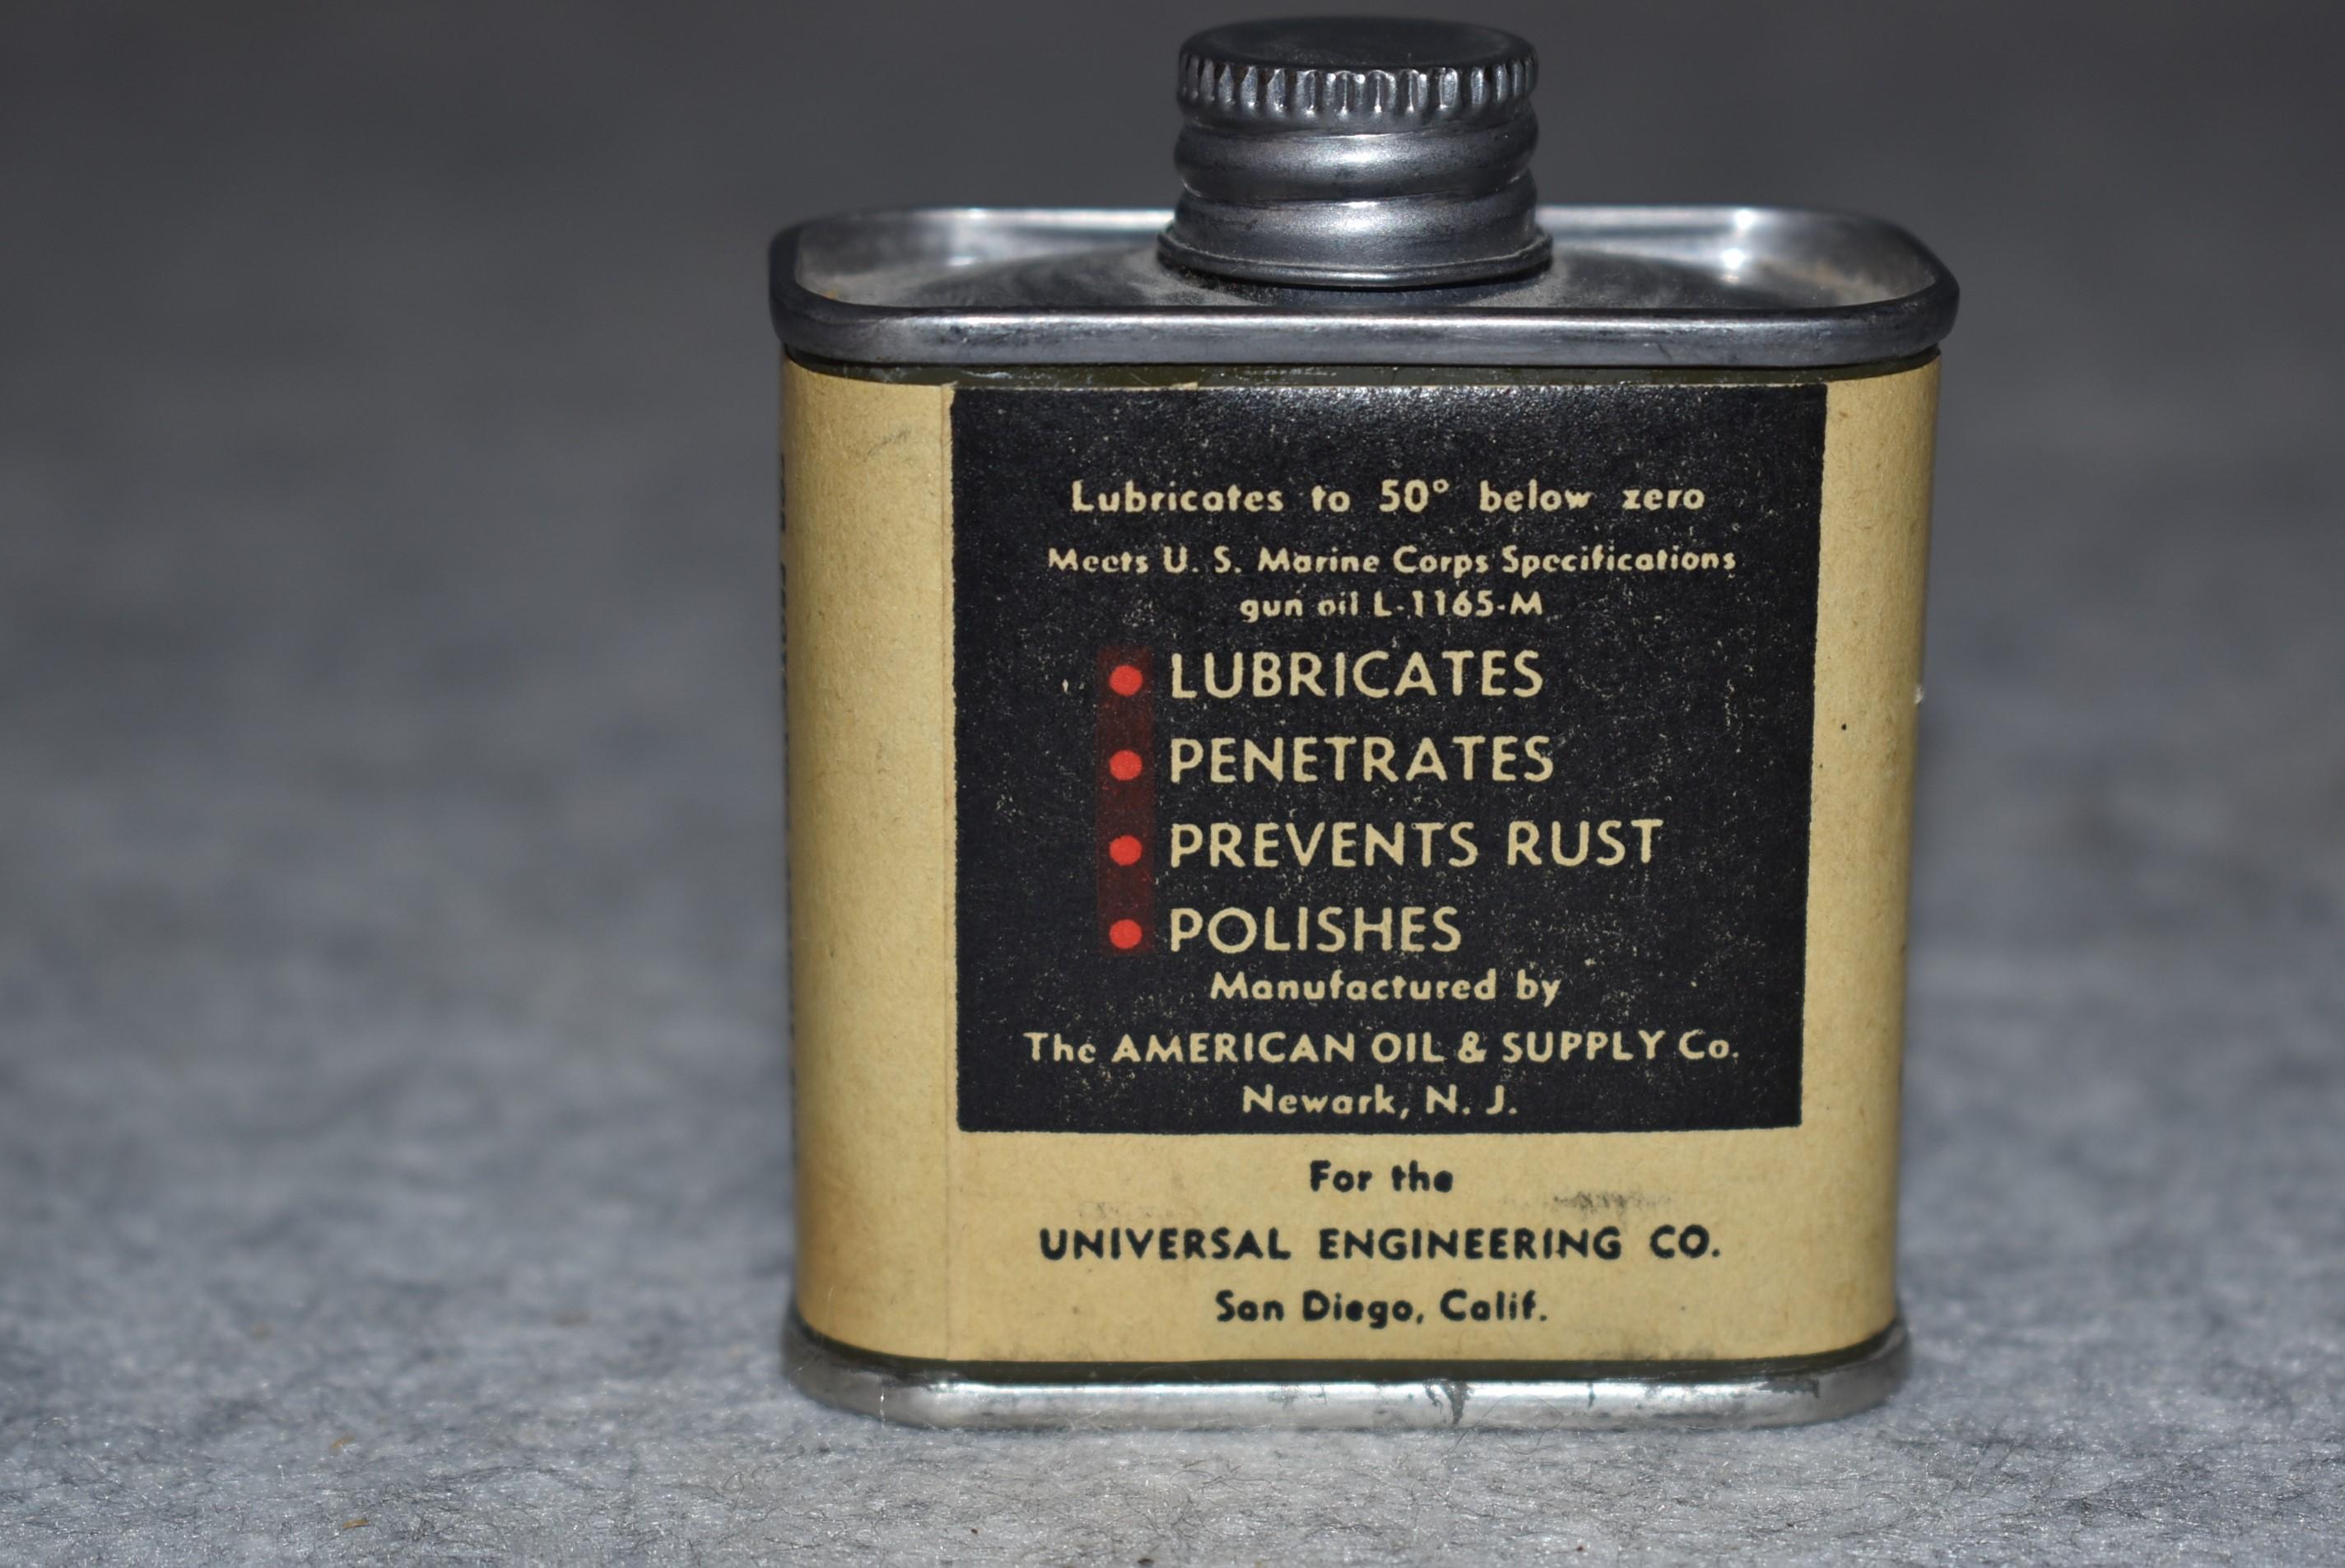 Lubricates to 50° below zero
Meets U. S. Marine Corps Specifications
gun oil L-1165-M
• LUBRICATES
• PENETRATES
• PREVENTS RUST
• POLISHES
Manufactured by
The AMERICAN OIL & SUPPLY Co.
Newark, N. J.
For the
UNIVERSAL ENGINEERING CO.
San Diego, Calif.